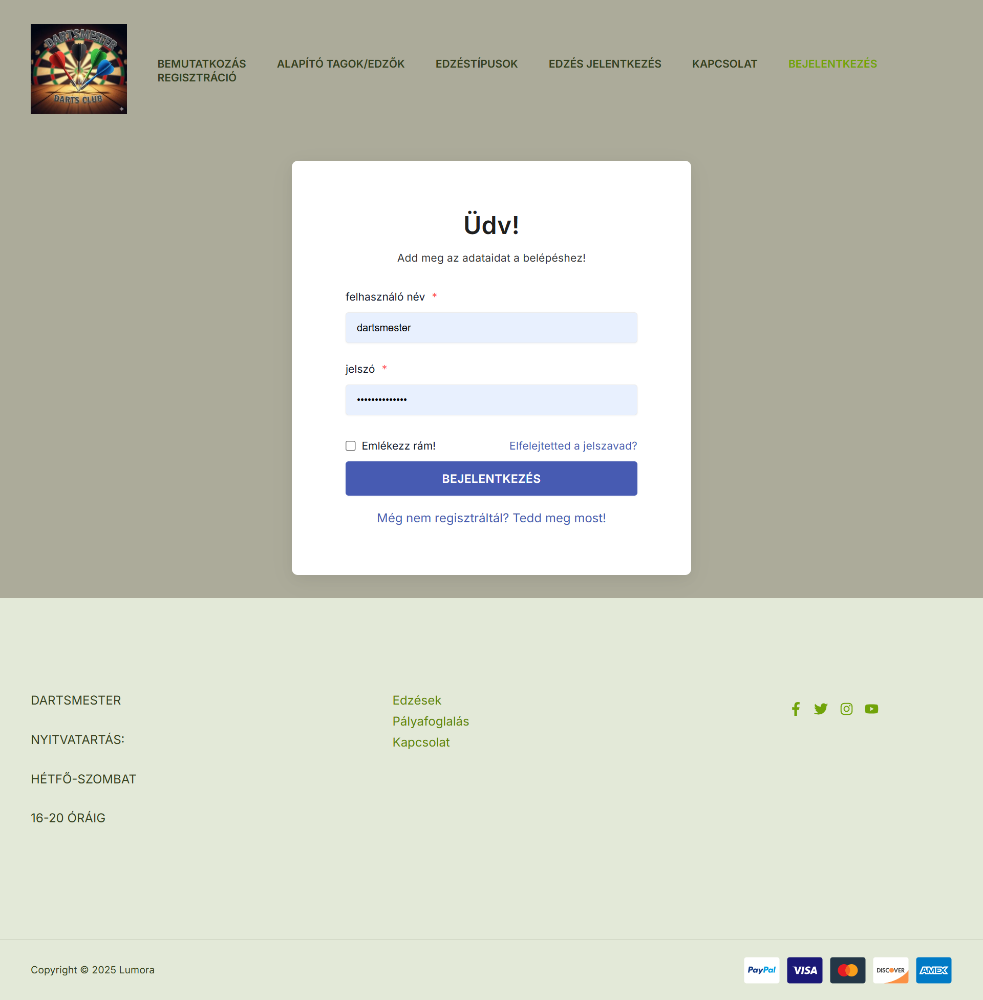 DARTSMESTER
DARTS CLUB
BEMUTATKOZÁS ALAPÍTÓ TAGOK/EDZŐK EDZÉSTÍPUSOK EDZÉS JELENTKEZÉS KAPCSOLAT BEJELENTKEZÉS
REGISZTRÁCIÓ
Üdv!
Add meg az adataidat a belépéshez!
felhasználó név *
dartsmester
jelszó *
••••••••••••••
Emlékezz rám! Elfelejtetted a jelszavad?
BEJELENTKEZÉS
Még nem regisztráltál? Tedd meg most!
DARTSMESTER
NYITVATARTÁS:
HÉTFŐ-SZOMBAT
16-20 ÓRÁIG
Edzések
Pályafoglalás
Kapcsolat
Copyright © 2025 Lumora
PayPal VISA DISCOVER AMEX